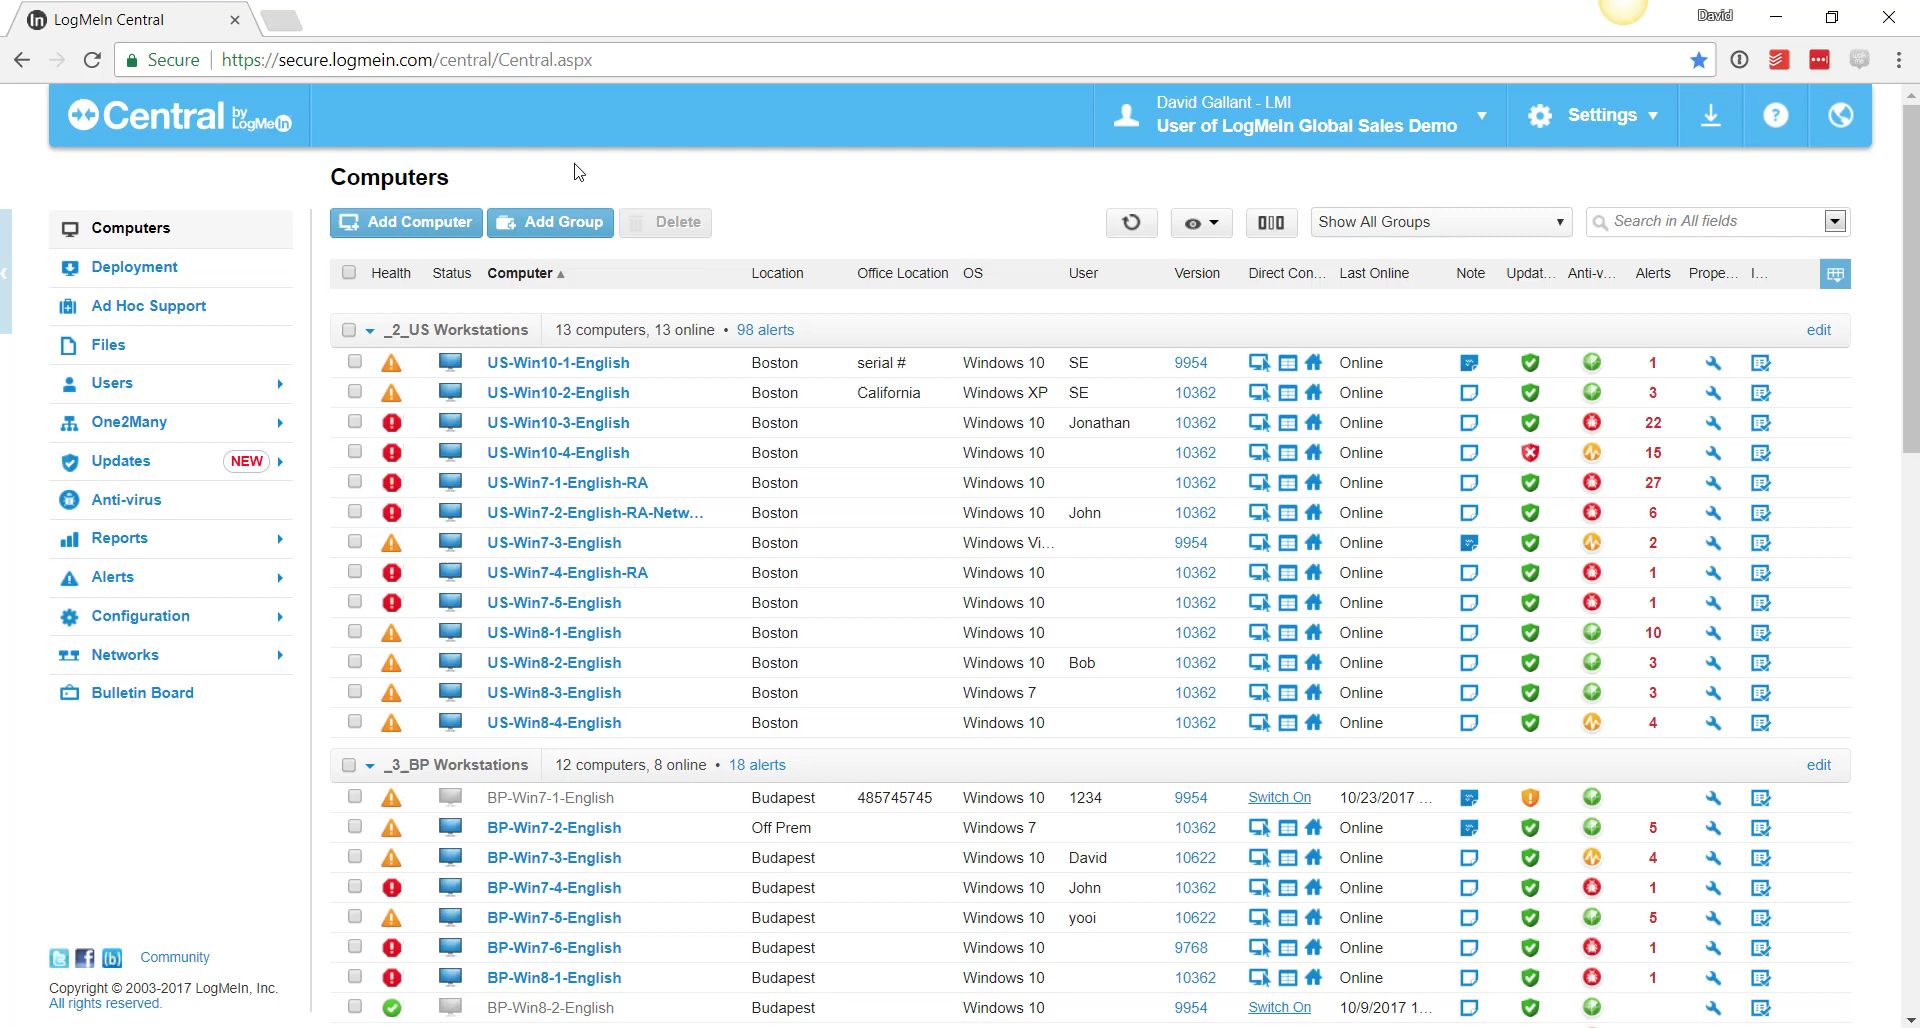 LogMeIn Central
David
Secure
https://secure.logmein.com/central/Central.aspx
Central by LogMeIn
David Gallant - LMI
User of LogMeIn Global Sales Demo
Settings
Computers
Add Computer
Add Group
Delete
Show All Groups
Search in All fields
Computers
Deployment
Ad Hoc Support
Files
Users
One2Many
Updates NEW
Anti-virus
Reports
Alerts
Configuration
Networks
Bulletin Board
Community
Copyright © 2003-2017 LogMeIn, Inc.
All rights reserved.
Health Status Computer Location Office Location OS User Version Direct Con... Last Online Note Updat... Anti-v... Alerts Prope... I...
_2_US Workstations 13 computers, 13 online • 98 alerts edit
US-Win10-1-English Boston serial # Windows 10 SE 9954 Online 1
US-Win10-2-English Boston California Windows XP SE 10362 Online 3
US-Win10-3-English Boston Windows 10 Jonathan 10362 Online 22
US-Win10-4-English Boston Windows 10 10362 Online 15
US-Win7-1-English-RA Boston Windows 10 10362 Online 27
US-Win7-2-English-RA-Netw... Boston Windows 10 John 10362 Online 6
US-Win7-3-English Boston Windows Vi... 9954 Online 2
US-Win7-4-English-RA Boston Windows 10 10362 Online 1
US-Win7-5-English Boston Windows 10 10362 Online 1
US-Win8-1-English Boston Windows 10 10362 Online 10
US-Win8-2-English Boston Windows 10 Bob 10362 Online 3
US-Win8-3-English Boston Windows 7 10362 Online 3
US-Win8-4-English Boston Windows 10 10362 Online 4
_3_BP Workstations 12 computers, 8 online • 18 alerts edit
BP-Win7-1-English Budapest 485745745 Windows 10 1234 9954 Switch On 10/23/2017 ...
BP-Win7-2-English Off Prem Windows 7 10362 Online 5
BP-Win7-3-English Budapest Windows 10 David 10622 Online 4
BP-Win7-4-English Budapest Windows 10 John 10362 Online 1
BP-Win7-5-English Budapest Windows 10 yooi 10622 Online 5
BP-Win7-6-English Budapest Windows 10 9768 Online 1
BP-Win8-1-English Budapest Windows 10 10362 Online 1
BP-Win8-2-English Budapest Windows 10 9954 Switch On 10/9/2017 1...